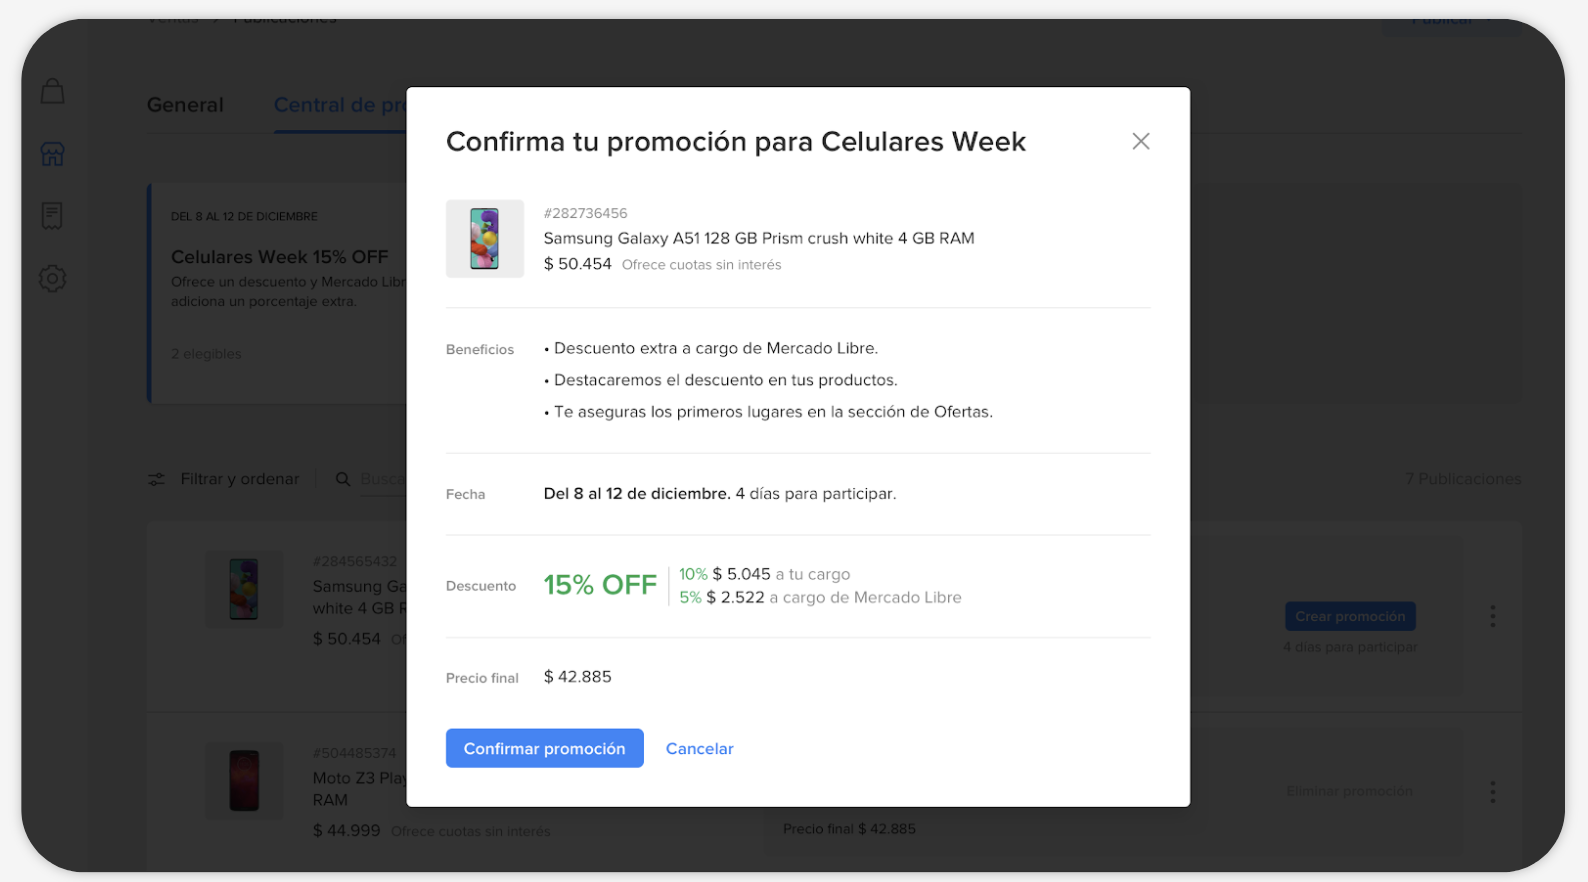 Ventas > Publicaciones
Publicar
General
Central de pro
DEL 8 AL 12 DE DICIEMBRE
Celulares Week 15% OFF
Ofrece un descuento y Mercado Libr
adiciona un porcentaje extra.
2 elegibles
Filtrar y ordenar
Busca
7 Publicaciones
#284565432
Samsung Ga
white 4 GB R
$ 50.454 Of
Crear promoción
4 días para participar
#504485374
Moto Z3 Play
RAM
$ 44.999 Ofrece cuotas sin interés
Eliminar promoción
Precio final $ 42.885
Confirma tu promoción para Celulares Week
#282736456
Samsung Galaxy A51 128 GB Prism crush white 4 GB RAM
$ 50.454 Ofrece cuotas sin interés
Beneficios
• Descuento extra a cargo de Mercado Libre.
• Destacaremos el descuento en tus productos.
• Te aseguras los primeros lugares en la sección de Ofertas.
Fecha
Del 8 al 12 de diciembre. 4 días para participar.
Descuento
15% OFF
10% $ 5.045 a tu cargo
5% $ 2.522 a cargo de Mercado Libre
Precio final
$ 42.885
Confirmar promoción
Cancelar